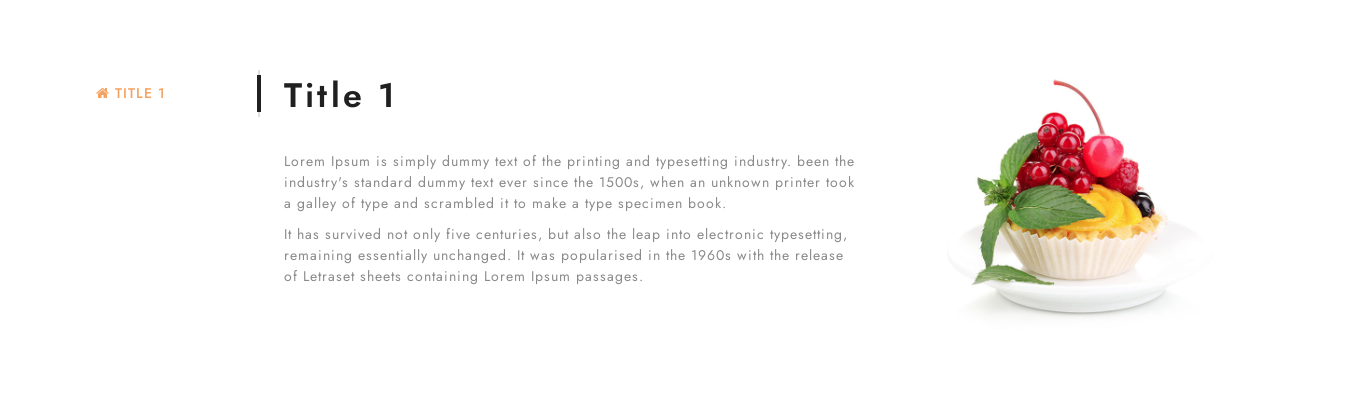 TITLE 1
Title 1
Lorem Ipsum is simply dummy text of the printing and typesetting industry. been the
industry's standard dummy text ever since the 1500s, when an unknown printer took
a galley of type and scrambled it to make a type specimen book.
It has survived not only five centuries, but also the leap into electronic typesetting,
remaining essentially unchanged. It was popularised in the 1960s with the release
of Letraset sheets containing Lorem Ipsum passages.